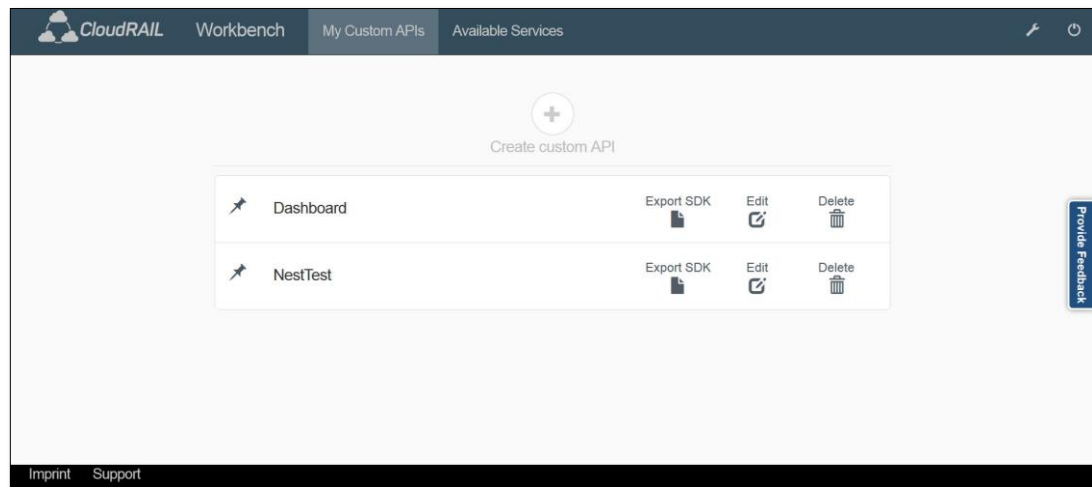 CloudRAIL Workbench My Custom APIs Available Services
Create custom API
Dashboard Export SDK Edit Delete
NestTest Export SDK Edit Delete
Provide Feedback
Imprint Support